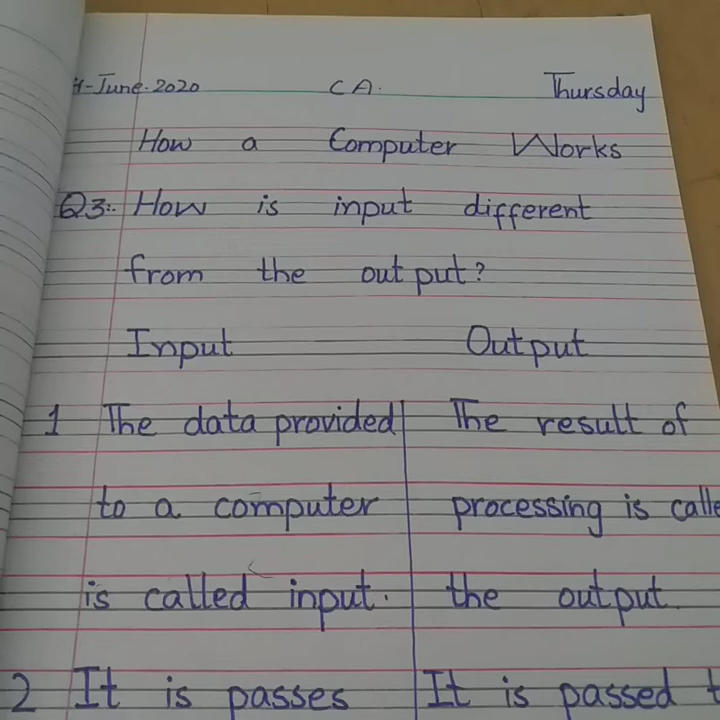 -June-2020 CA. Thursday
How a Computer Works
Q3:. How is input different
from the output?
Input Output
1 The data provided The result of
to a computer processing is calle
is called input. the output.
2 It is passes It is passed t